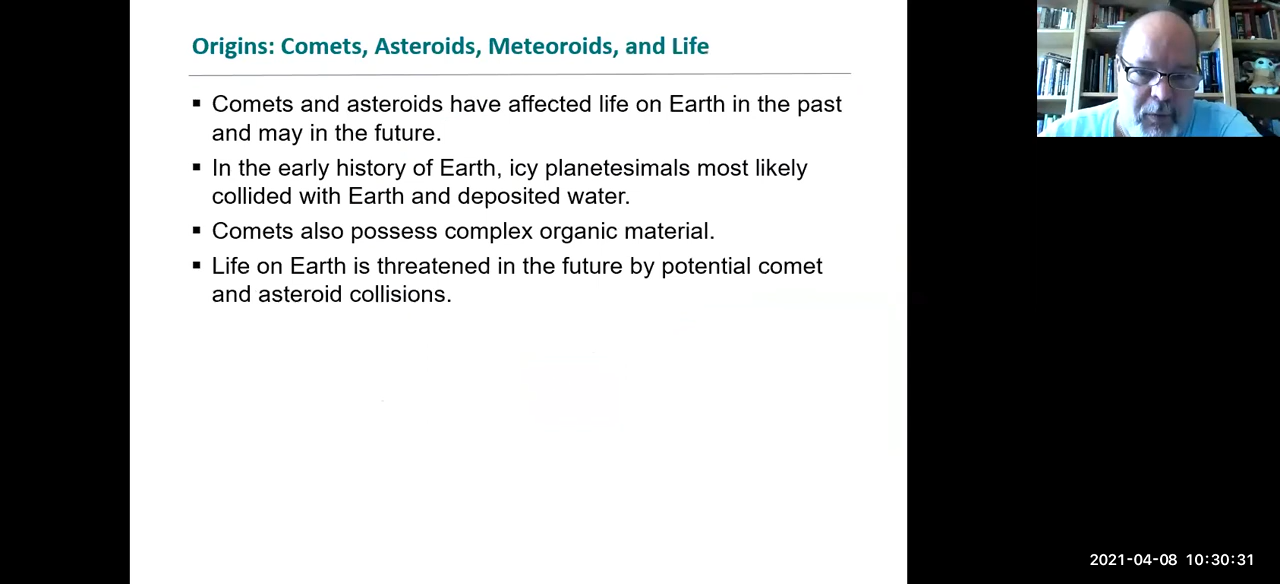 Origins: Comets, Asteroids, Meteoroids, and Life
▪ Comets and asteroids have affected life on Earth in the past
and may in the future.
▪ In the early history of Earth, icy planetesimals most likely
collided with Earth and deposited water.
▪ Comets also possess complex organic material.
▪ Life on Earth is threatened in the future by potential comet
and asteroid collisions.
2021-04-08 10:30:31